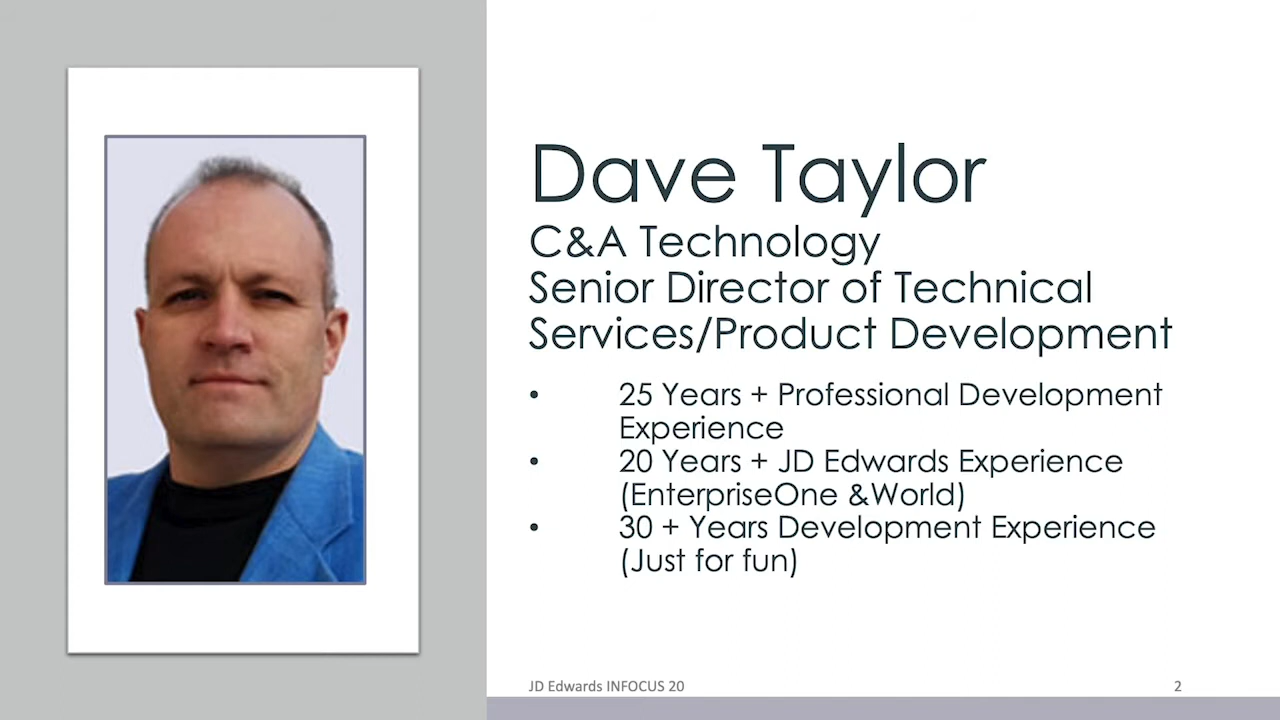 Dave Taylor
C&A Technology
Senior Director of Technical
Services/Product Development
• 25 Years + Professional Development
Experience
• 20 Years + JD Edwards Experience
(EnterpriseOne &World)
• 30 + Years Development Experience
(Just for fun)
JD Edwards INFOCUS 20
2